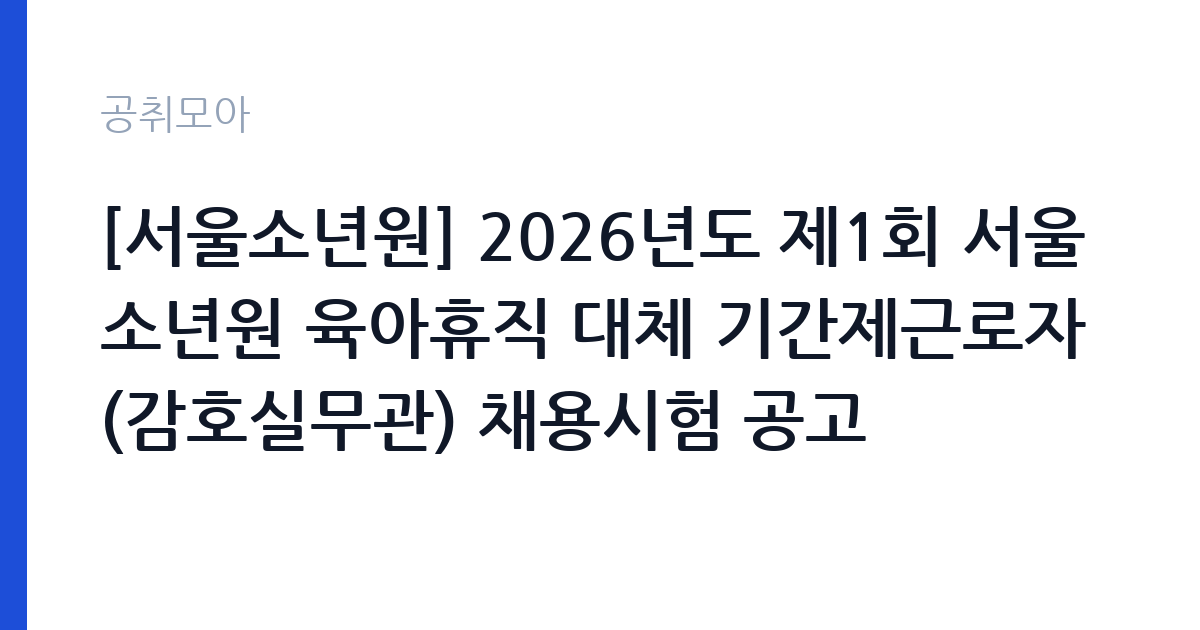 공취모아
[서울소년원] 2026년도 제1회 서울
소년원 육아휴직 대체 기간제근로자
(감호실무관) 채용시험 공고